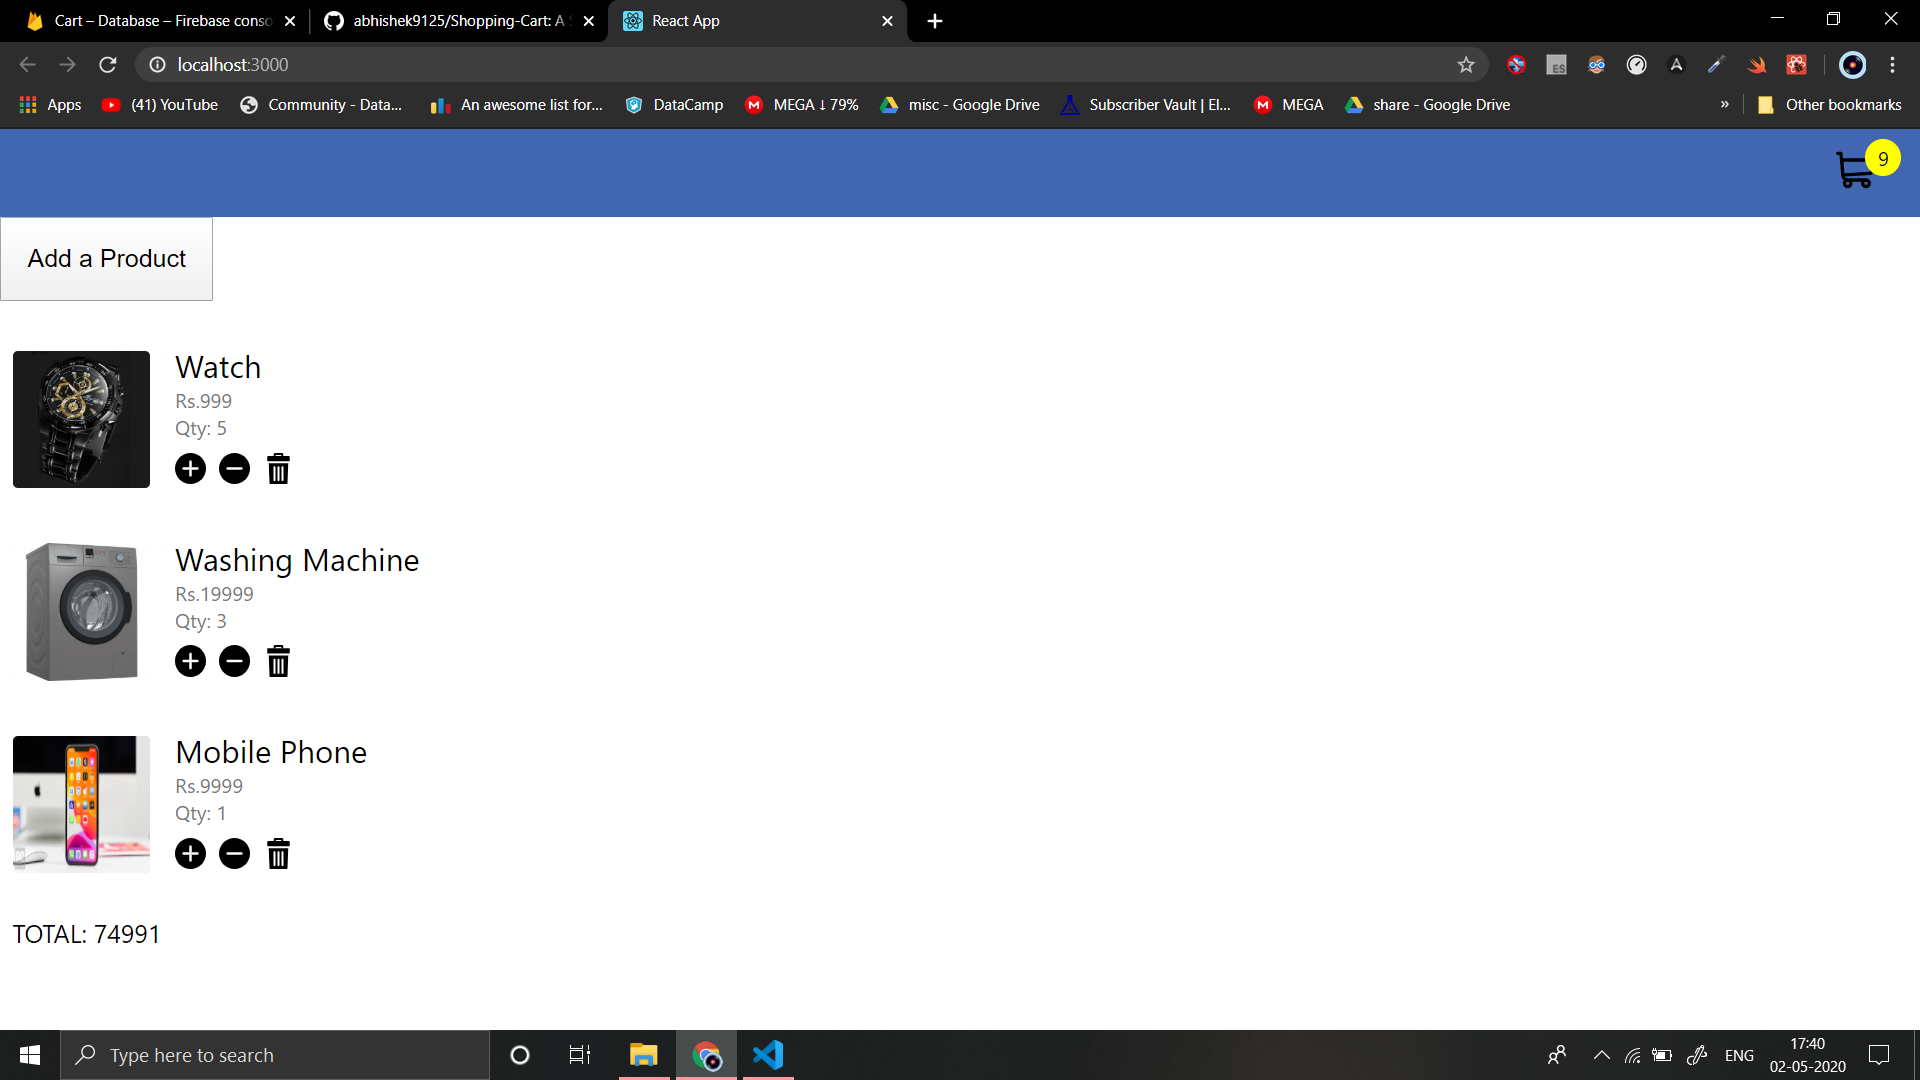 Cart – Database – Firebase conso
abhishek9125/Shopping-Cart: A S
React App
localhost:3000
ES
A
Apps
(41) YouTube
Community - Data...
An awesome list for...
DataCamp
M
MEGA ↓ 79%
misc - Google Drive
Subscriber Vault | El...
M
MEGA
share - Google Drive
»
Other bookmarks
9
Add a Product
Watch
Rs.999
Qty: 5
Washing Machine
Rs.19999
Qty: 3
Mobile Phone
Rs.9999
Qty: 1
TOTAL: 74991
Type here to search
ENG
17:40
02-05-2020